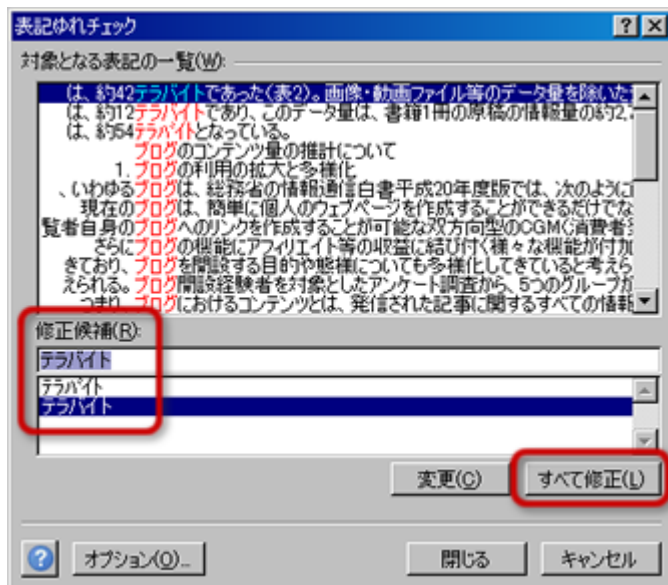 表記ゆれチェック
対象となる表記の一覧(W):
は、約42テラバイトであった(表2)。画像・動画ファイル等のデータ量を除いた
は、約12テラバイトであり、このデータ量は、書籍1冊の原稿の情報量の約2.
は、約54テラバイトとなっている。
ブログのコンテンツ量の推計について
1. ブログの利用の拡大と多様化
、いわゆるブログは、総務省の情報通信白書平成20年度版では、次のように
現在のブログは、簡単に個人のウェブページを作成することができるだけでな
覧者自身のブログへのリンクを作成することが可能な双方向型のCGM(消費者
さらにブログの機能にアフィリエイト等の収益に結び付く様々な機能が付加
きており、ブログを開設する目的や態様についても多様化してきていると考えら
えられる。ブログ開設経験者を対象としたアンケート調査から、5つのグループが
つまり、ブログにおけるコンテンツとは、発信された記事に関するすべての情報
修正候補(R):
テラバイト
テラバイト
テラバイト
変更(C) すべて修正(L)
オプション(O)... 閉じる キャンセル